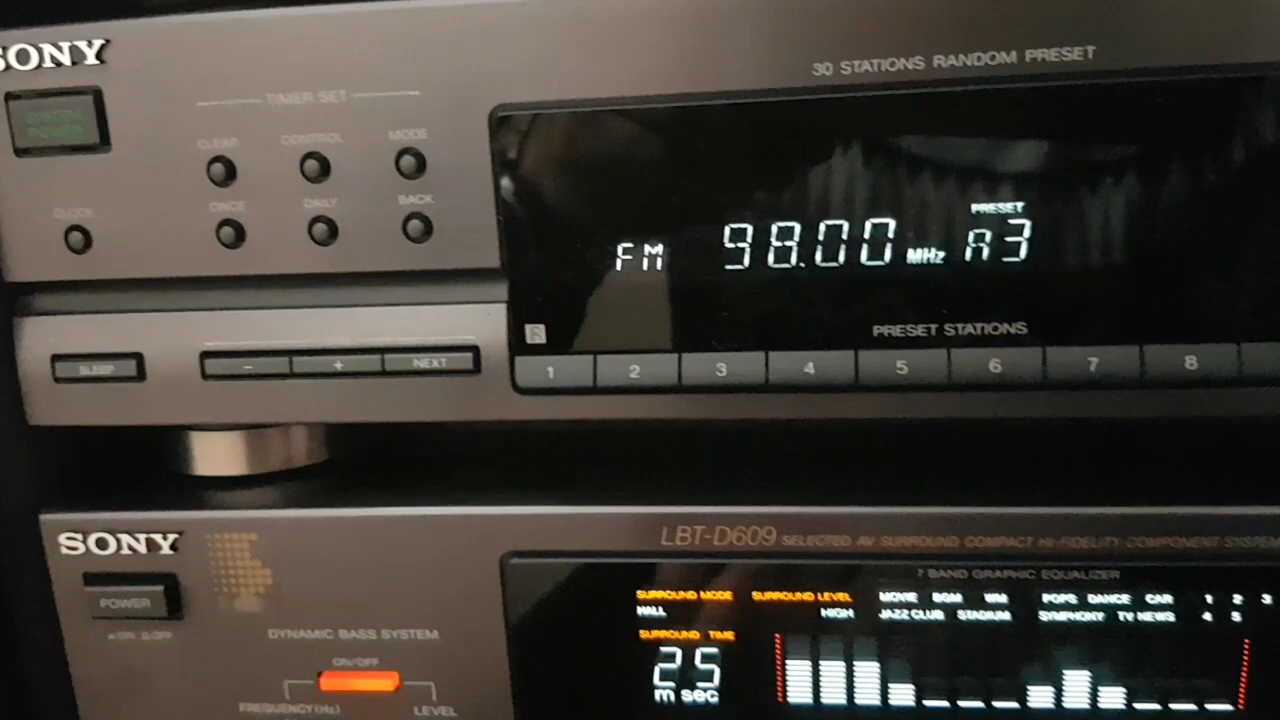 SONY
30 STATIONS RANDOM PRESET
TIMER SET
SYSTEM POWER
CLEAR CONTROL MODE
CLOCK ONCE DAILY BACK
PRESET
FM 98.00 MHz A3
PRESET STATIONS
SLEEP - + NEXT
1 2 3 4 5 6 7 8
SONY
LBT-D609 SELECTED AV SURROUND COMPACT HI-FIDELITY COMPONENT SYSTEM
7 BAND GRAPHIC EQUALIZER
POWER
SURROUND MODE SURROUND LEVEL MOVIE BGM POPS DANCE CAR 1 2 3
HALL HIGH JAZZ CLUB STADIUM SYMPHONY TV NEWS 4 5
DYNAMIC BASS SYSTEM
SURROUND TIME
25
m sec
ON/OFF
FREQUENCY(Hz) LEVEL